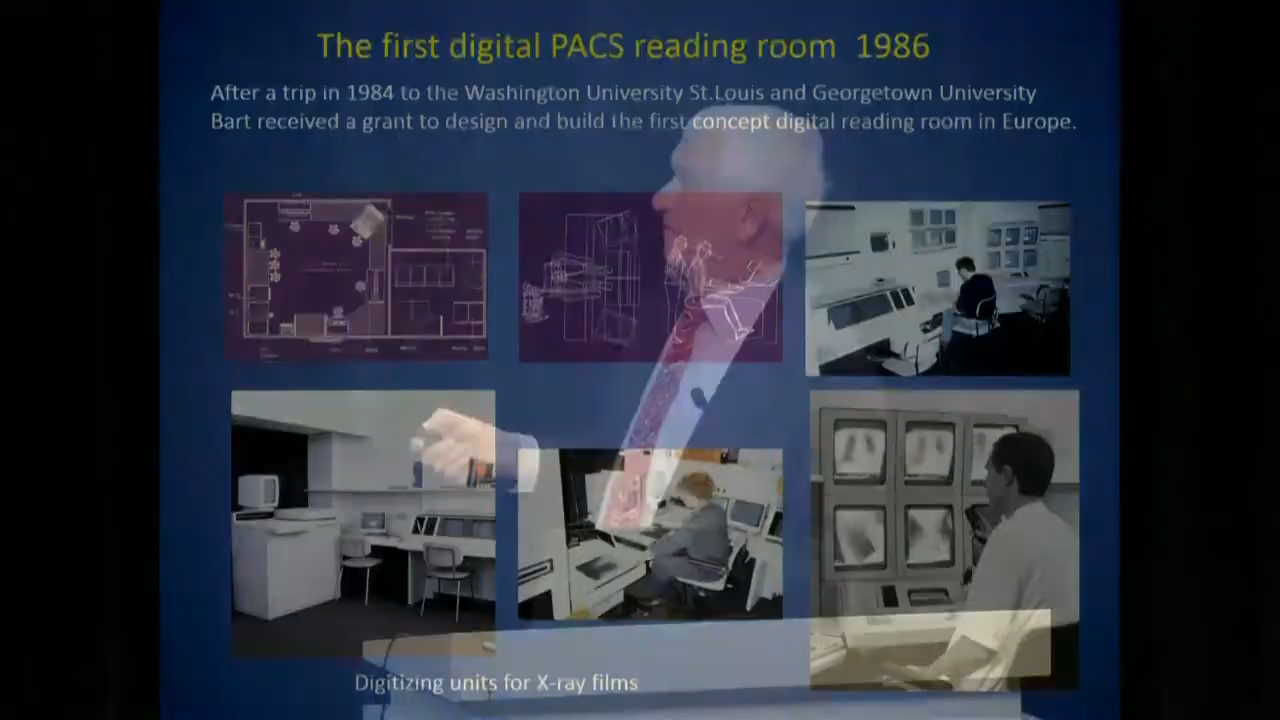 The first digital PACS reading room 1986
After a trip in 1984 to the Washington University St.Louis and Georgetown University
Bart received a grant to design and build the first concept digital reading room in Europe.
Digitizing units for X-ray films